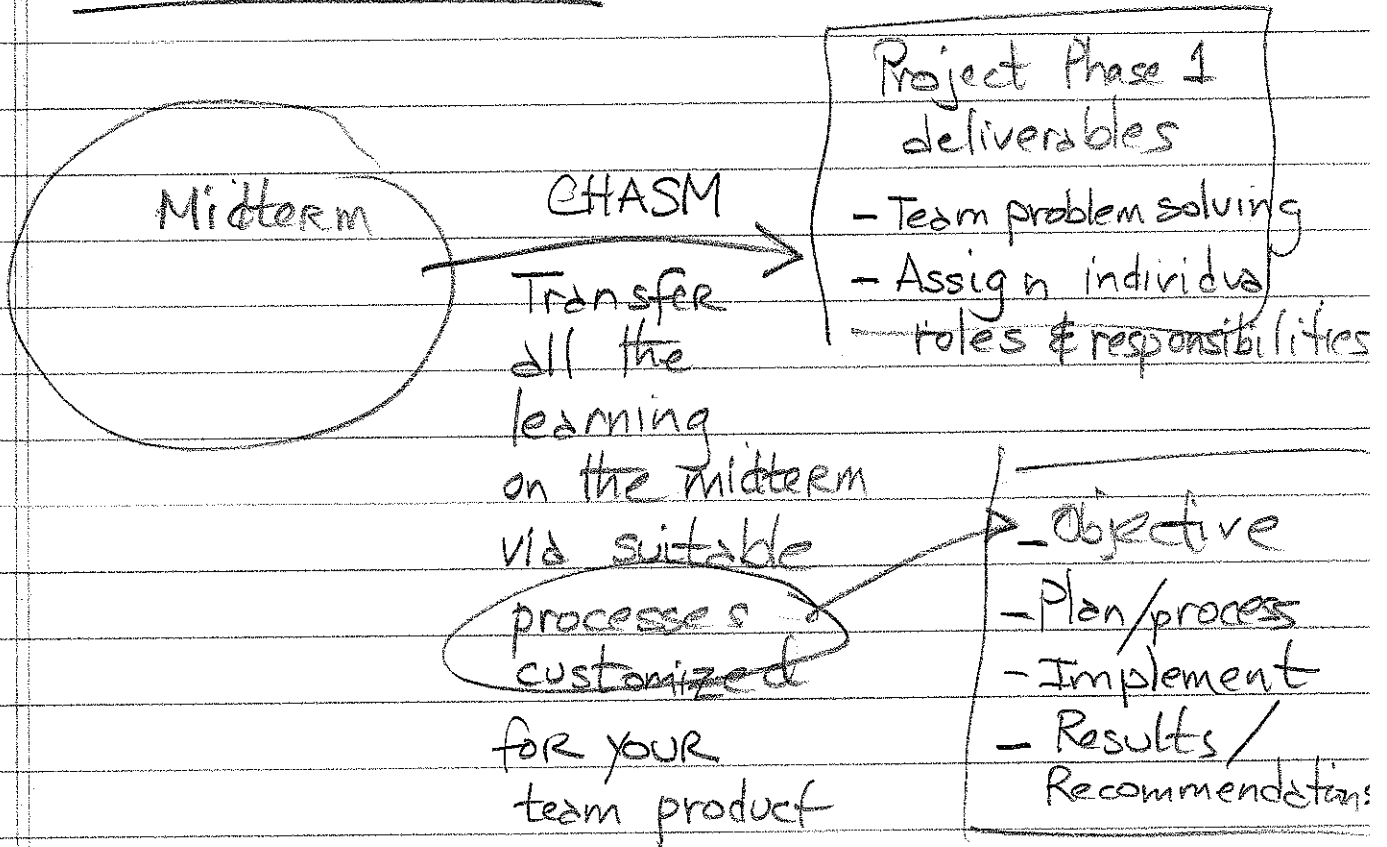 Project Phase 1
deliverables
- Team problem solving
- Assign individua
roles & responsibilities
Midterm
CHASM
Transfer
all the
learning
on the midterm
via suitable
processes
customized
for your
team product
- Objective
- Plan/process
- Implement
- Results/
Recommendations